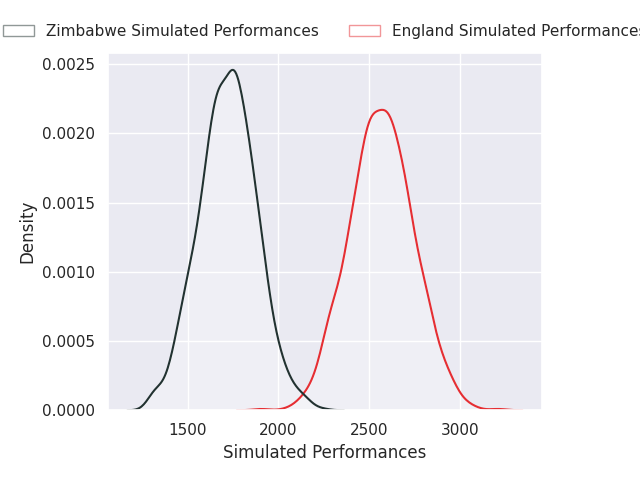 Zimbabwe Simulated Performances
England Simulated Performances
0.0025
0.0020
0.0015
0.0010
0.0005
0.0000
Density
1500 2000 2500 3000
Simulated Performances